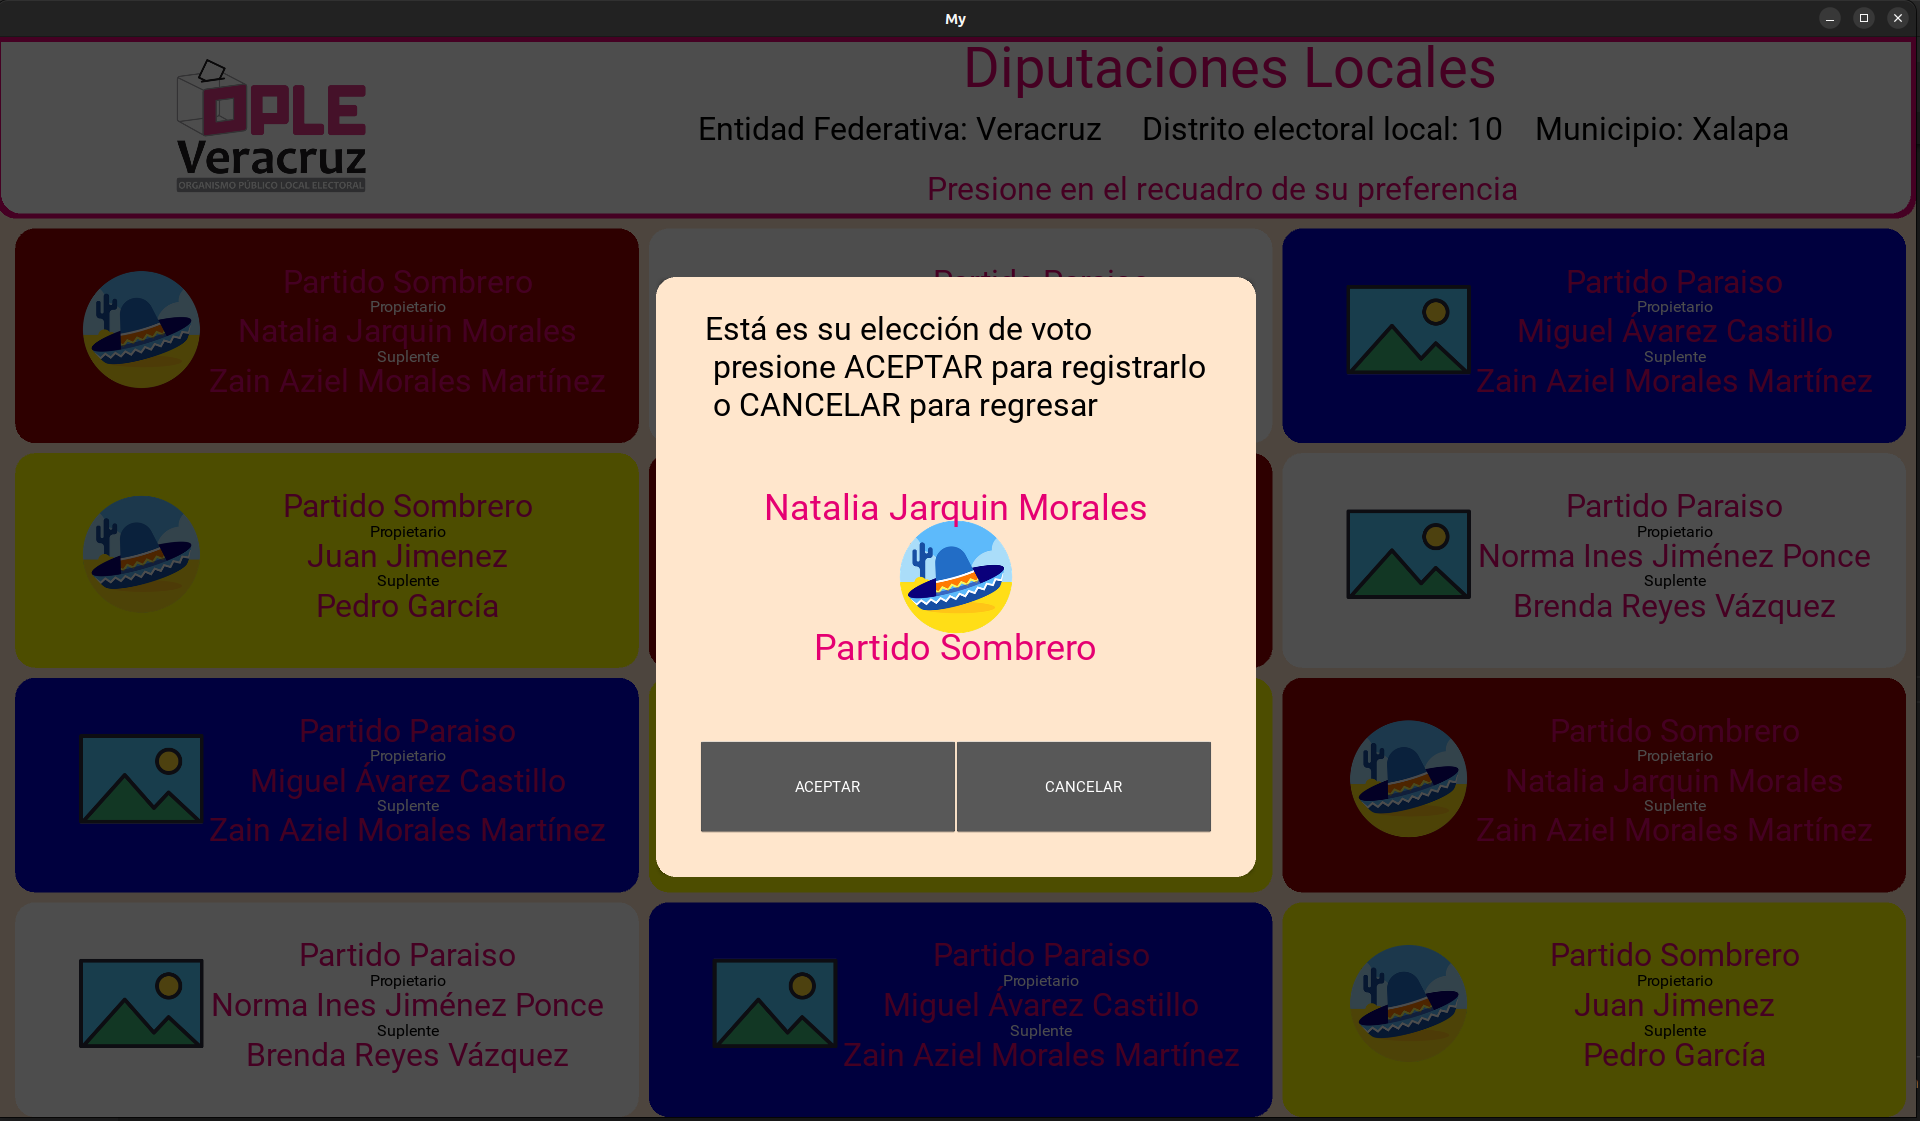 My
OPLE
Veracruz
ORGANISMO PÚBLICO LOCAL ELECTORAL
Diputaciones Locales
Entidad Federativa: Veracruz Distrito electoral local: 10 Municipio: Xalapa
Presione en el recuadro de su preferencia
Partido Sombrero
Propietario
Natalia Jarquin Morales
Suplente
Zain Aziel Morales Martínez
Partido Paraiso
Partido Paraiso
Propietario
Miguel Ávarez Castillo
Suplente
Zain Aziel Morales Martínez
Está es su elección de voto
presione ACEPTAR para registrarlo
o CANCELAR para regresar
Natalia Jarquin Morales
Partido Sombrero
ACEPTAR CANCELAR
Partido Sombrero
Propietario
Juan Jimenez
Suplente
Pedro García
Partido Paraiso
Propietario
Norma Ines Jiménez Ponce
Suplente
Brenda Reyes Vázquez
Partido Paraiso
Propietario
Miguel Ávarez Castillo
Suplente
Zain Aziel Morales Martínez
Partido Sombrero
Propietario
Natalia Jarquin Morales
Suplente
Zain Aziel Morales Martínez
Partido Paraiso
Propietario
Norma Ines Jiménez Ponce
Suplente
Brenda Reyes Vázquez
Partido Paraiso
Propietario
Miguel Ávarez Castillo
Suplente
Zain Aziel Morales Martínez
Partido Sombrero
Propietario
Juan Jimenez
Suplente
Pedro García